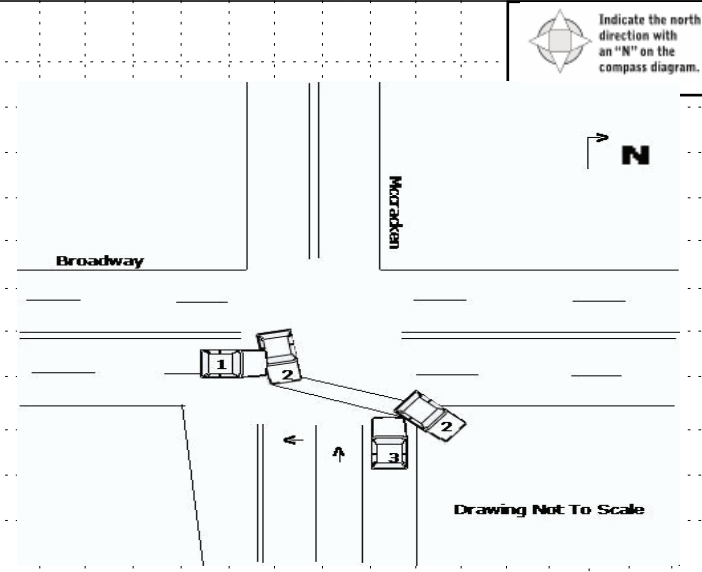 Indicate the north
direction with
an “N” on the
compass diagram.
N
Mccracken
Broadway
1
2
2
3
Drawing Not To Scale